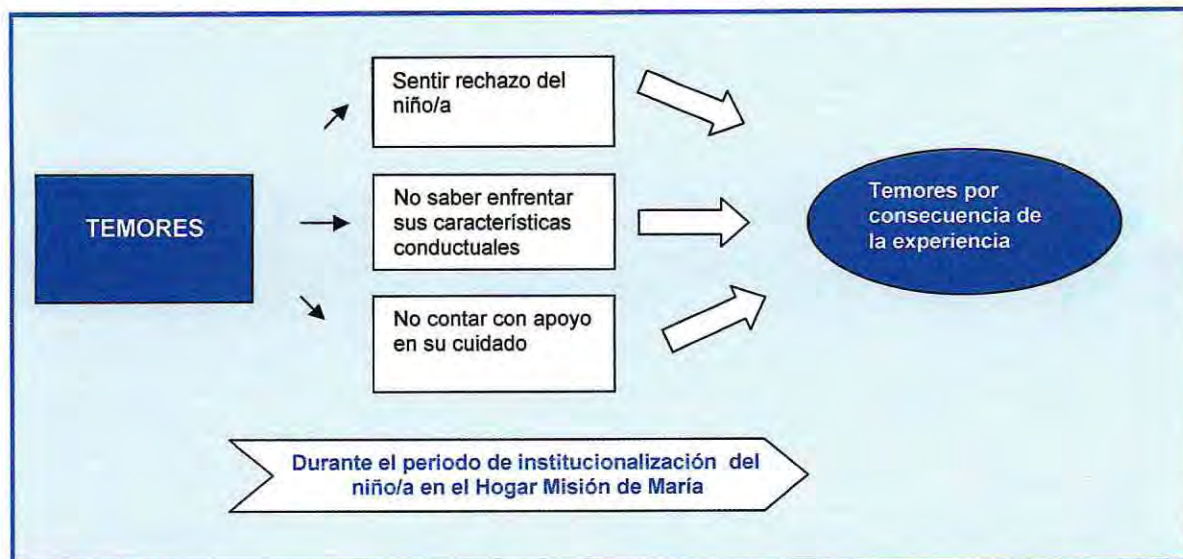 TEMORES
Sentir rechazo del
niño/a
No saber enfrentar
sus características
conductuales
No contar con apoyo
en su cuidado
Temores por
consecuencia de
la experiencia
Durante el periodo de institucionalización del
niño/a en el Hogar Misión de María